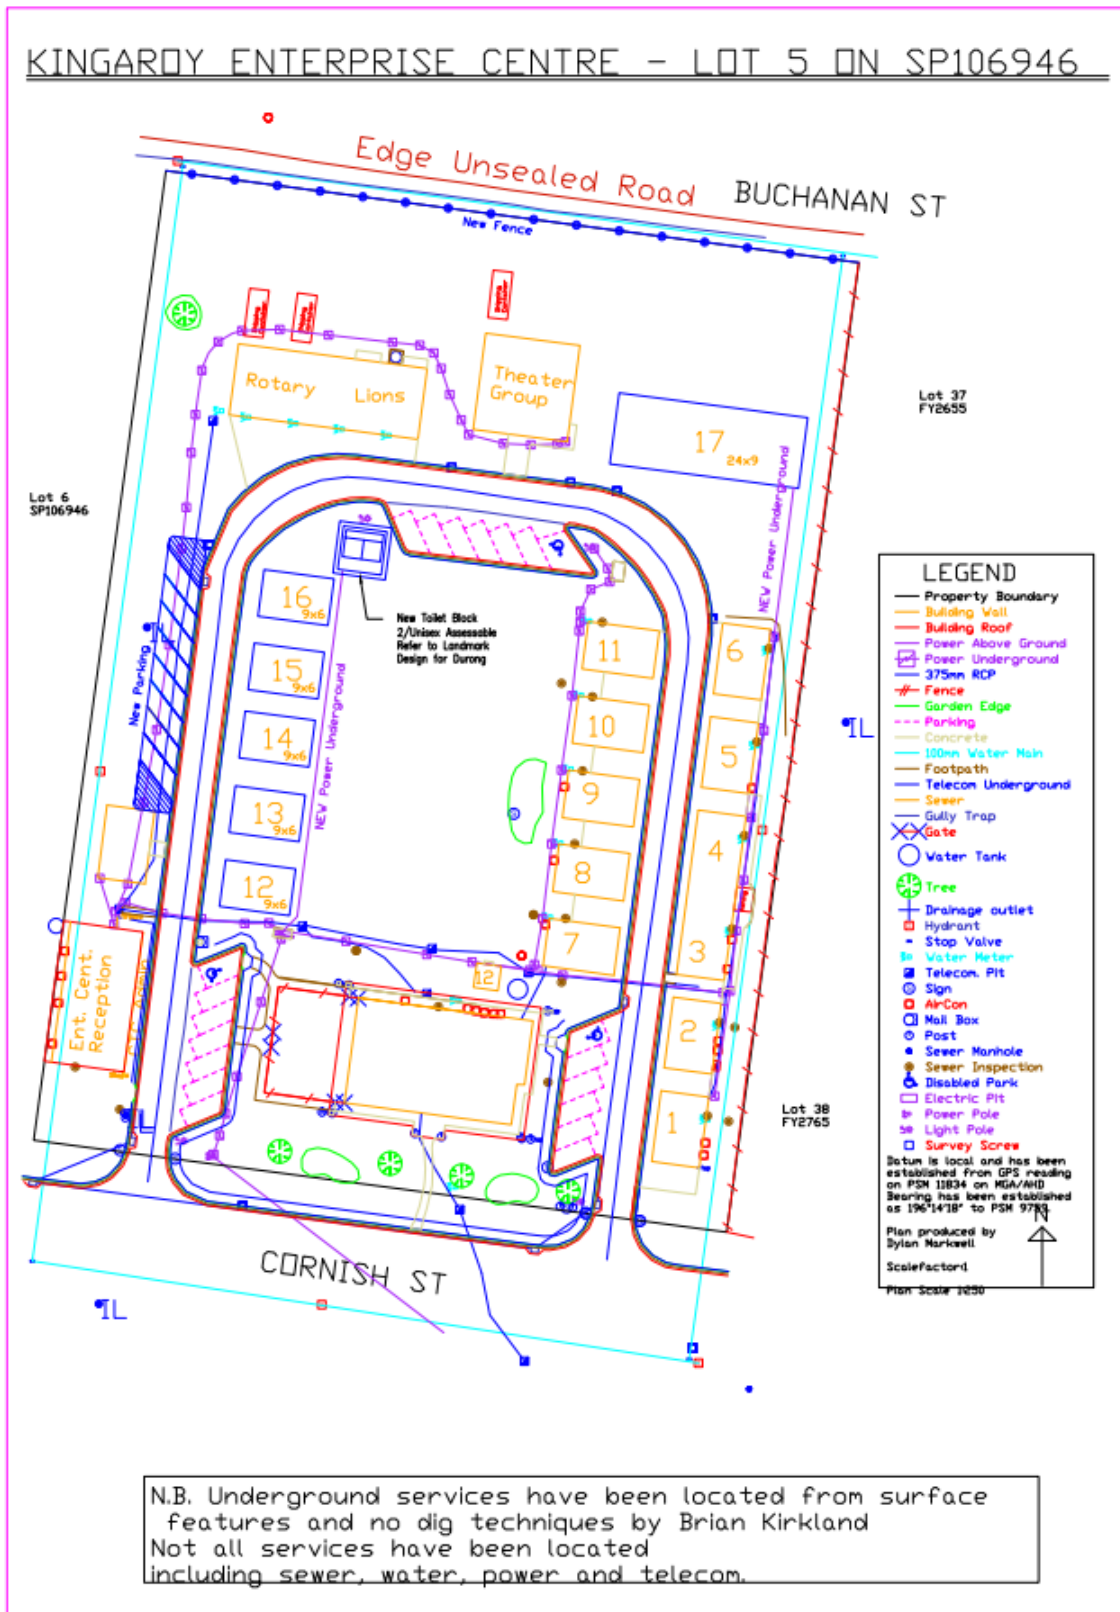 KINGAROY ENTERPRISE CENTRE - LOT 5 ON SP106946
Edge Unsealed Road
BUCHANAN ST
New Fence
Rotary
Lions
Theater
Group
17
24x9
Lot 37
FY2655
Lot 6
SP106946
NEW Power Underground
New Toilet Block
2/Unisex Assessable
Refer to Landmark
Design for Durong
16
9x6
15
9x6
14
9x6
13
9x6
12
9x6
NEW Power Underground
New Parking
IL
11
10
9
8
7
6
5
4
3
2
1
12
IL
Ent. Cent.
Reception
Lot 38
FY2765
CORNISH ST
IL
LEGEND
Property Boundary
Building Wall
Building Roof
Power Above Ground
Power Underground
375mm RCP
Fence
Garden Edge
Parking
Concrete
100mm Water Main
Footpath
Telecom Underground
Sewer
Gully Trap
Gate
Water Tank
Tree
Drainage outlet
Hydrant
Stop Valve
Water Meter
Telecom. Pit
Sign
AirCon
Mail Box
Post
Sewer Manhole
Sewer Inspection
Disabled Park
Electric Pit
Power Pole
Light Pole
Survey Screw
Datum is local and has been
established from GPS reading
on PSM 11834 on MGA/AHD
Bearing has been established
as 196°14'18" to PSM
N
Plan produced by
Dylan Markwell
Scalefactor:1
Plan Scale 1:250
N.B. Underground services have been located from surface
features and no dig techniques by Brian Kirkland
Not all services have been located
including sewer, water, power and telecom.